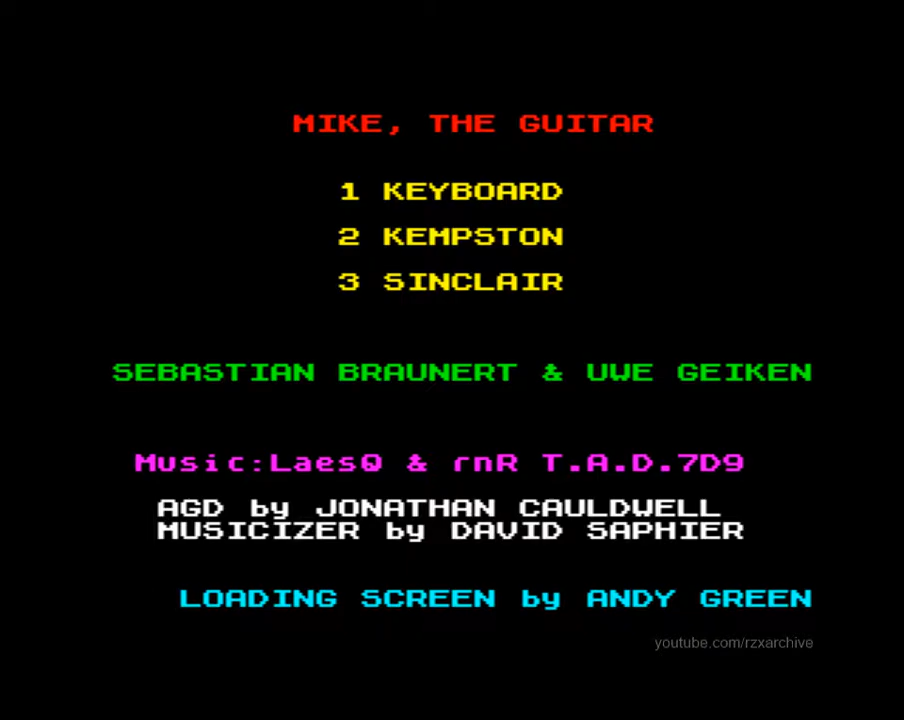 MIKE, THE GUITAR
1 KEYBOARD
2 KEMPSTON
3 SINCLAIR
SEBASTIAN BRAUNERT & UWE GEIKEN
Music:LaesQ & rnR T.A.D.7D9
AGD by JONATHAN CAULDWELL
MUSICIZER by DAVID SAPHIER
LOADING SCREEN by ANDY GREEN
youtube.com/rzxarchive